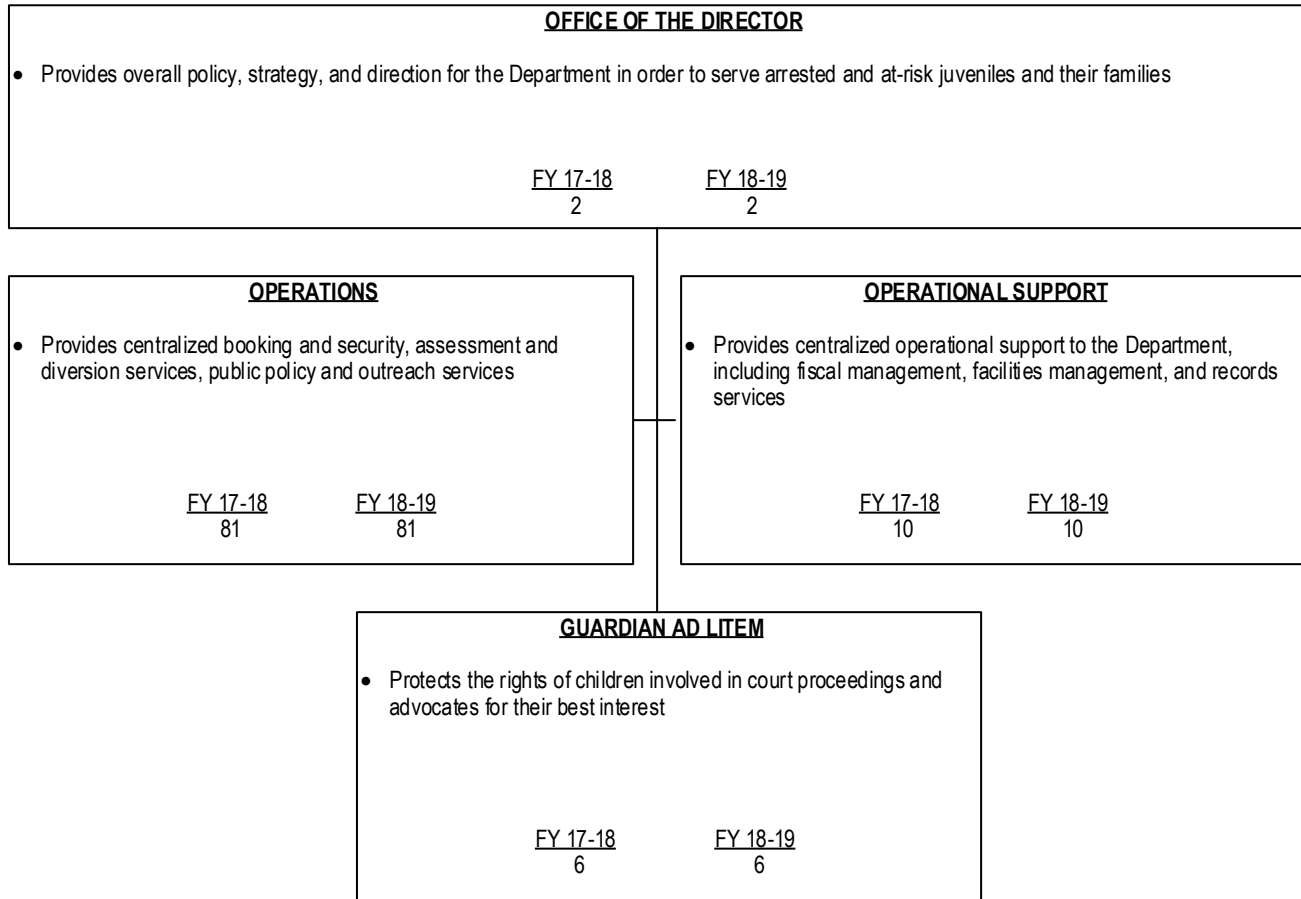 OFFICE OF THE DIRECTOR
• Provides overall policy, strategy, and direction for the Department in order to serve arrested and at-risk juveniles and their families
FY 17-18 FY 18-19
2 2
OPERATIONS
• Provides centralized booking and security, assessment and
diversion services, public policy and outreach services
FY 17-18 FY 18-19
81 81
OPERATIONAL SUPPORT
• Provides centralized operational support to the Department,
including fiscal management, facilities management, and records
services
FY 17-18 FY 18-19
10 10
GUARDIAN AD LITEM
• Protects the rights of children involved in court proceedings and
advocates for their best interest
FY 17-18 FY 18-19
6 6